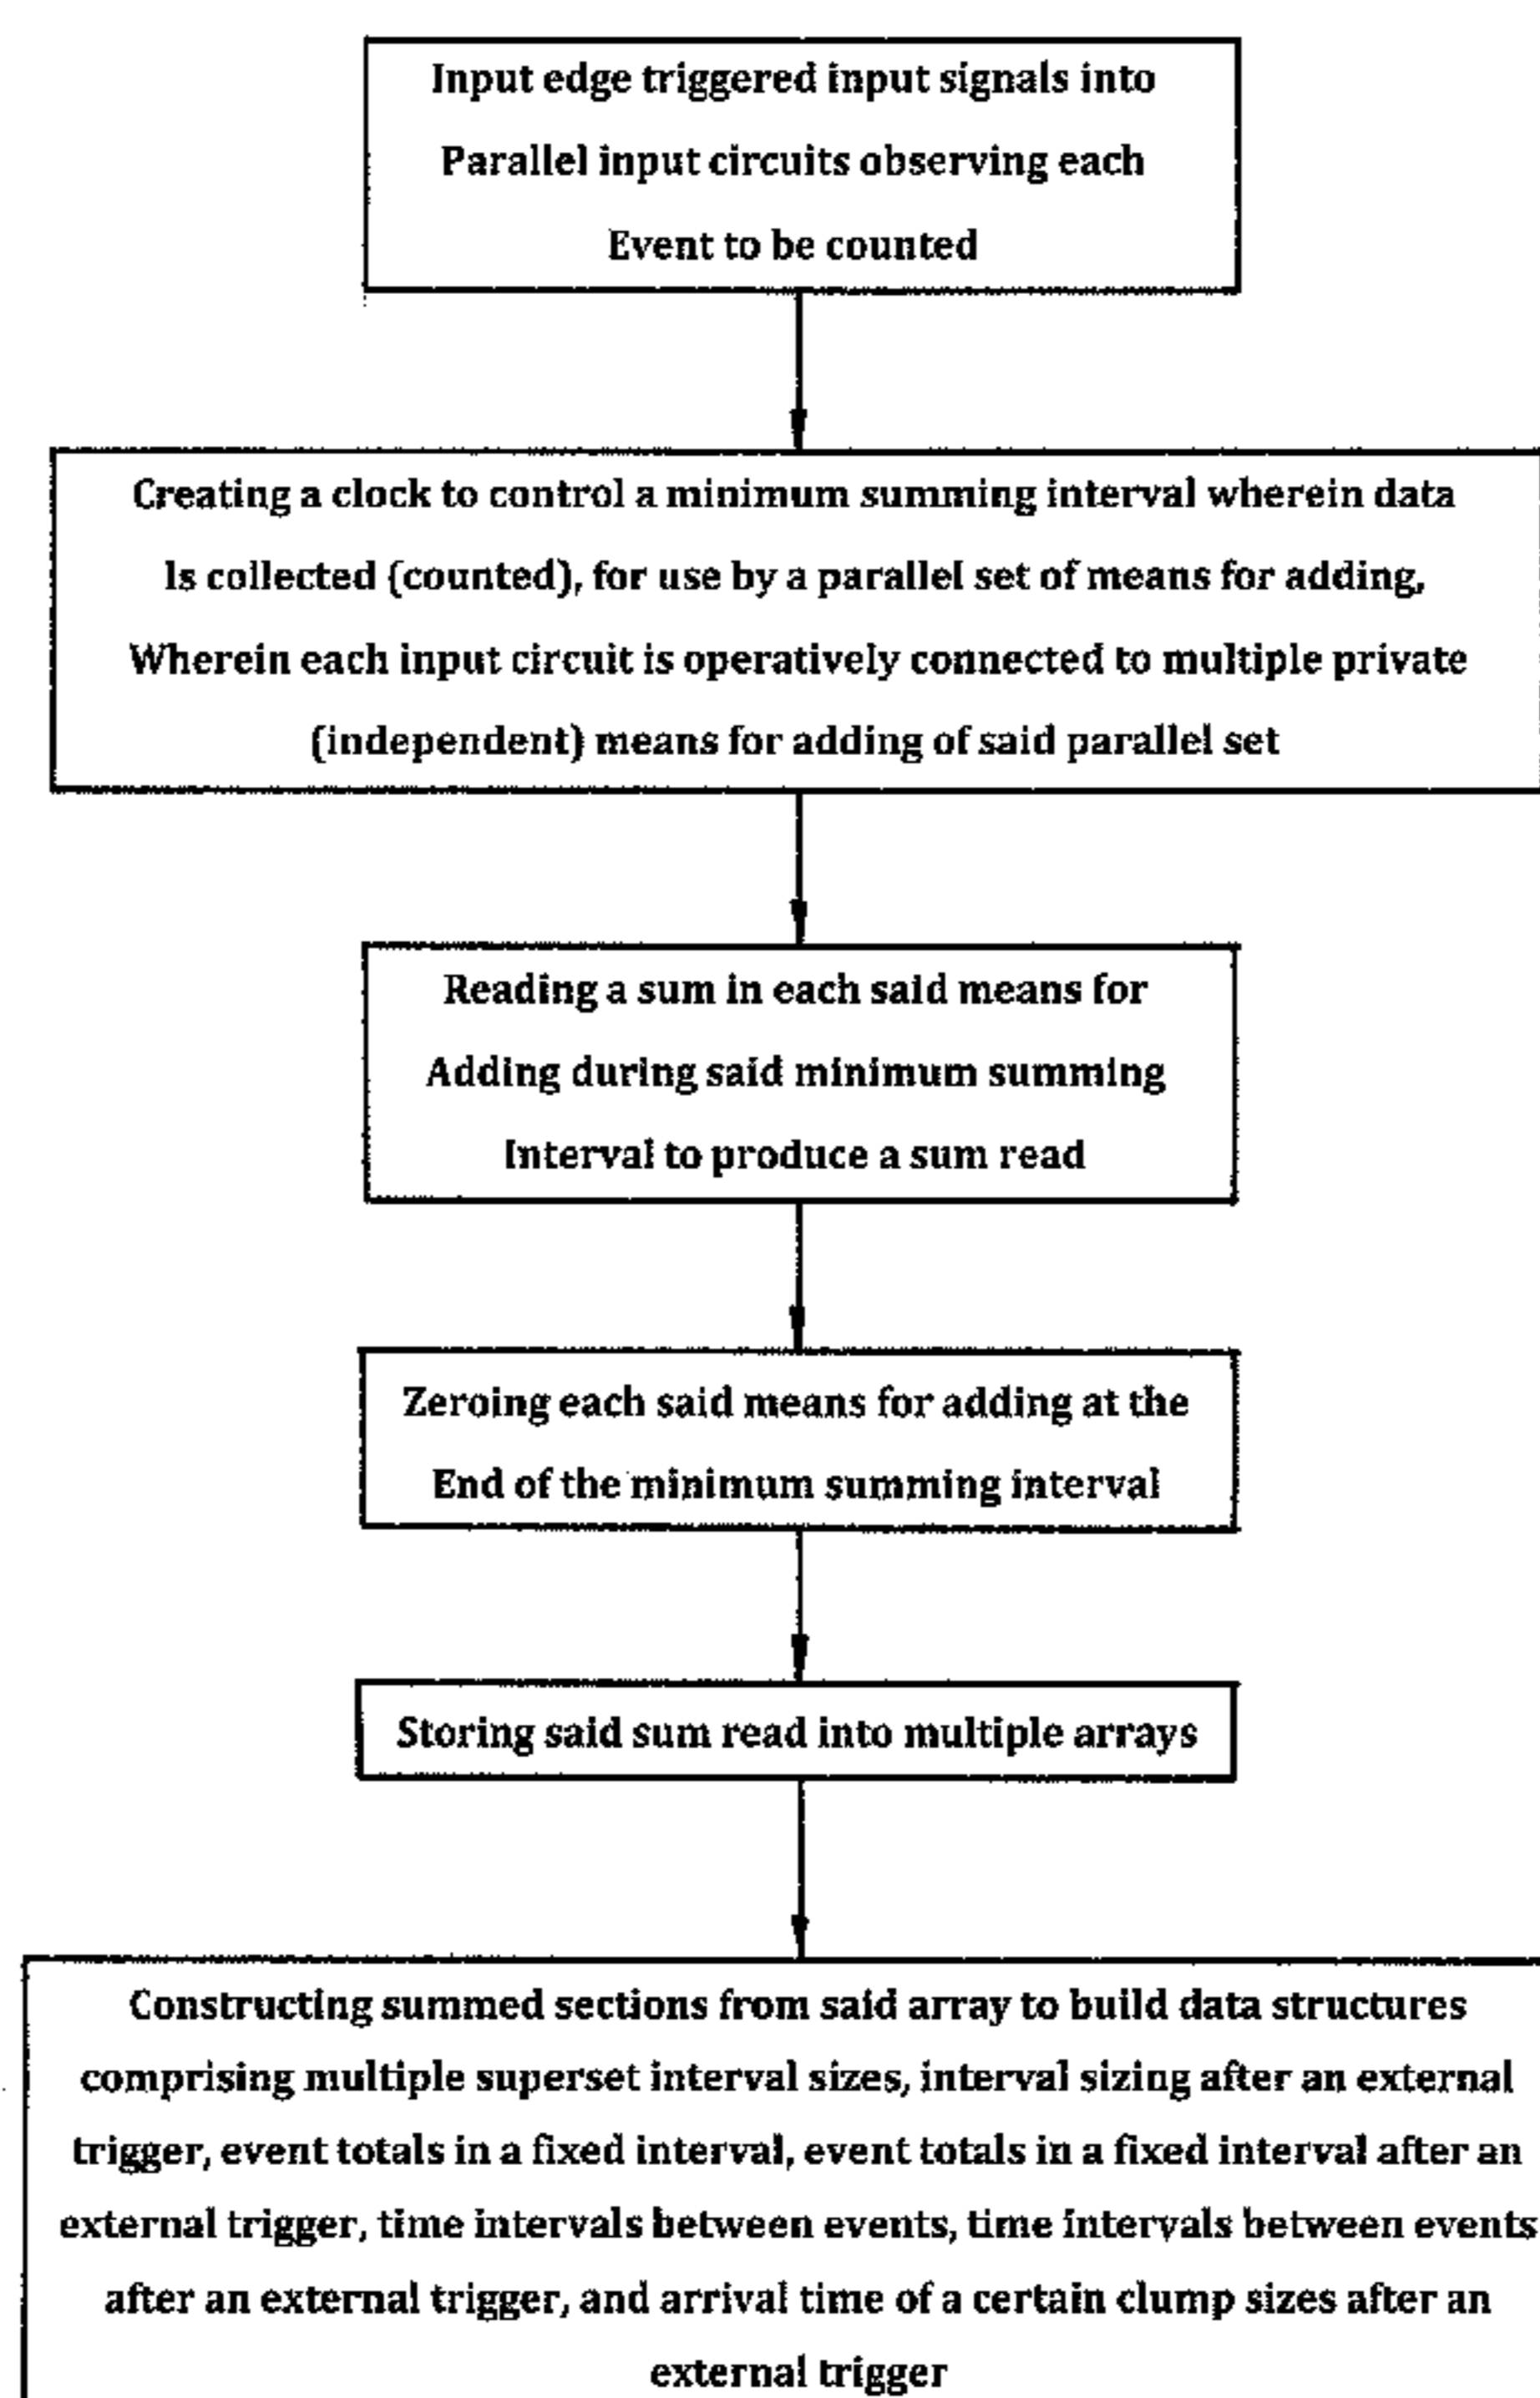 Input edge triggered input signals into
Parallel input circuits observing each
Event to be counted
Creating a clock to control a minimum summing interval wherein data
Is collected (counted), for use by a parallel set of means for adding,
Wherein each input circuit is operatively connected to multiple private
(independent) means for adding of said parallel set
Reading a sum in each said means for
Adding during said minimum summing
Interval to produce a sum read
Zeroing each said means for adding at the
End of the minimum summing interval
Storing said sum read into multiple arrays
Constructing summed sections from said array to build data structures
comprising multiple superset interval sizes, interval sizing after an external
trigger, event totals in a fixed interval, event totals in a fixed interval after an
external trigger, time intervals between events, time intervals between events
after an external trigger, and arrival time of a certain clump sizes after an
external trigger